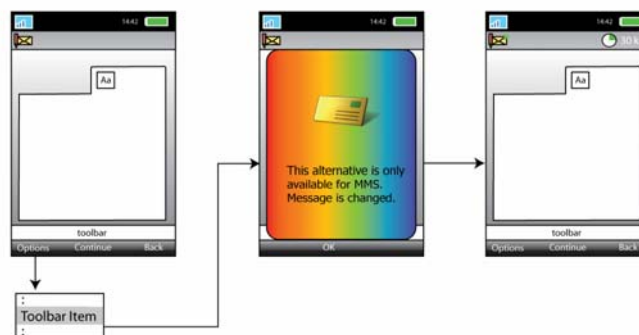 14:42
Aa
toolbar
Options Continue Back
:
Toolbar Item
:
14:42
This alternative is only
available for MMS.
Message is changed.
OK
14:42
30 k
Aa
toolbar
Options Continue Back